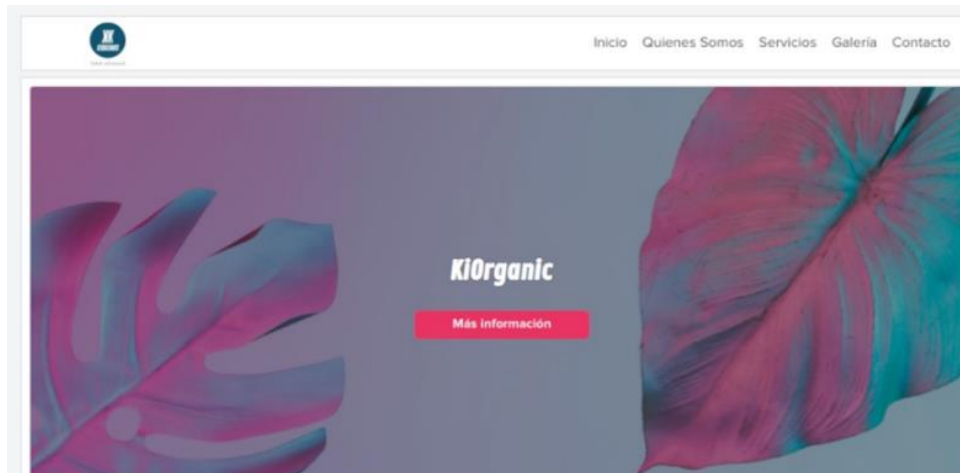 Inicio Quienes Somos Servicios Galería Contacto
KiOrganic
Más información